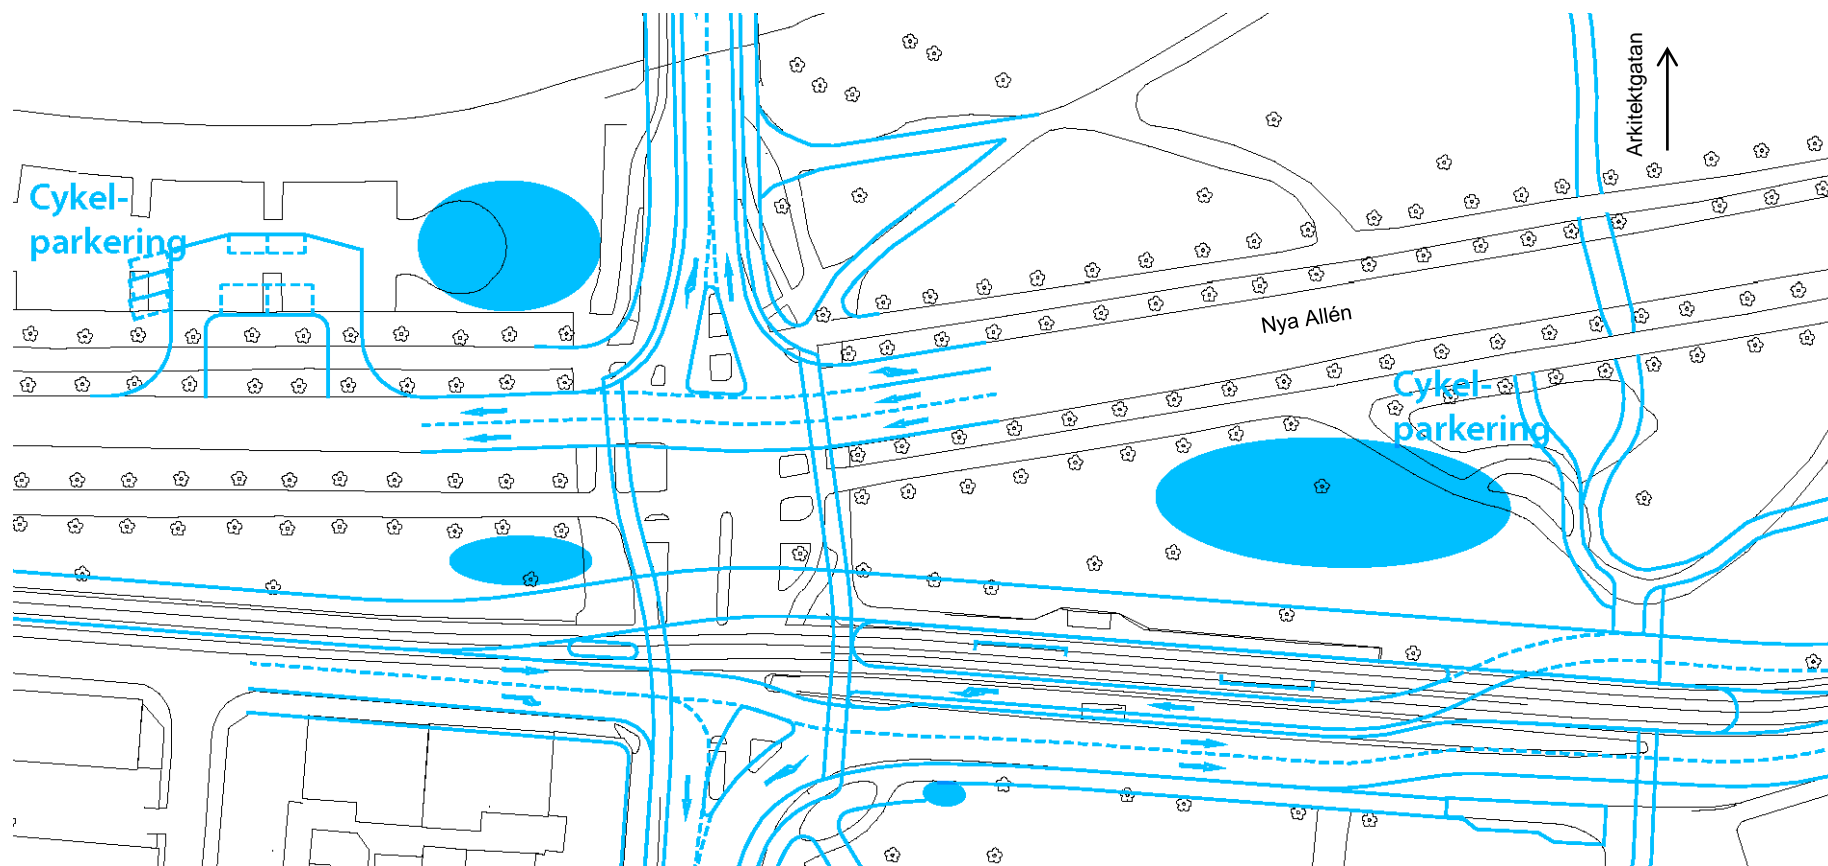 Cykel-
parkering
Arkitektgatan
Nya Allén
Cykel-
parkering